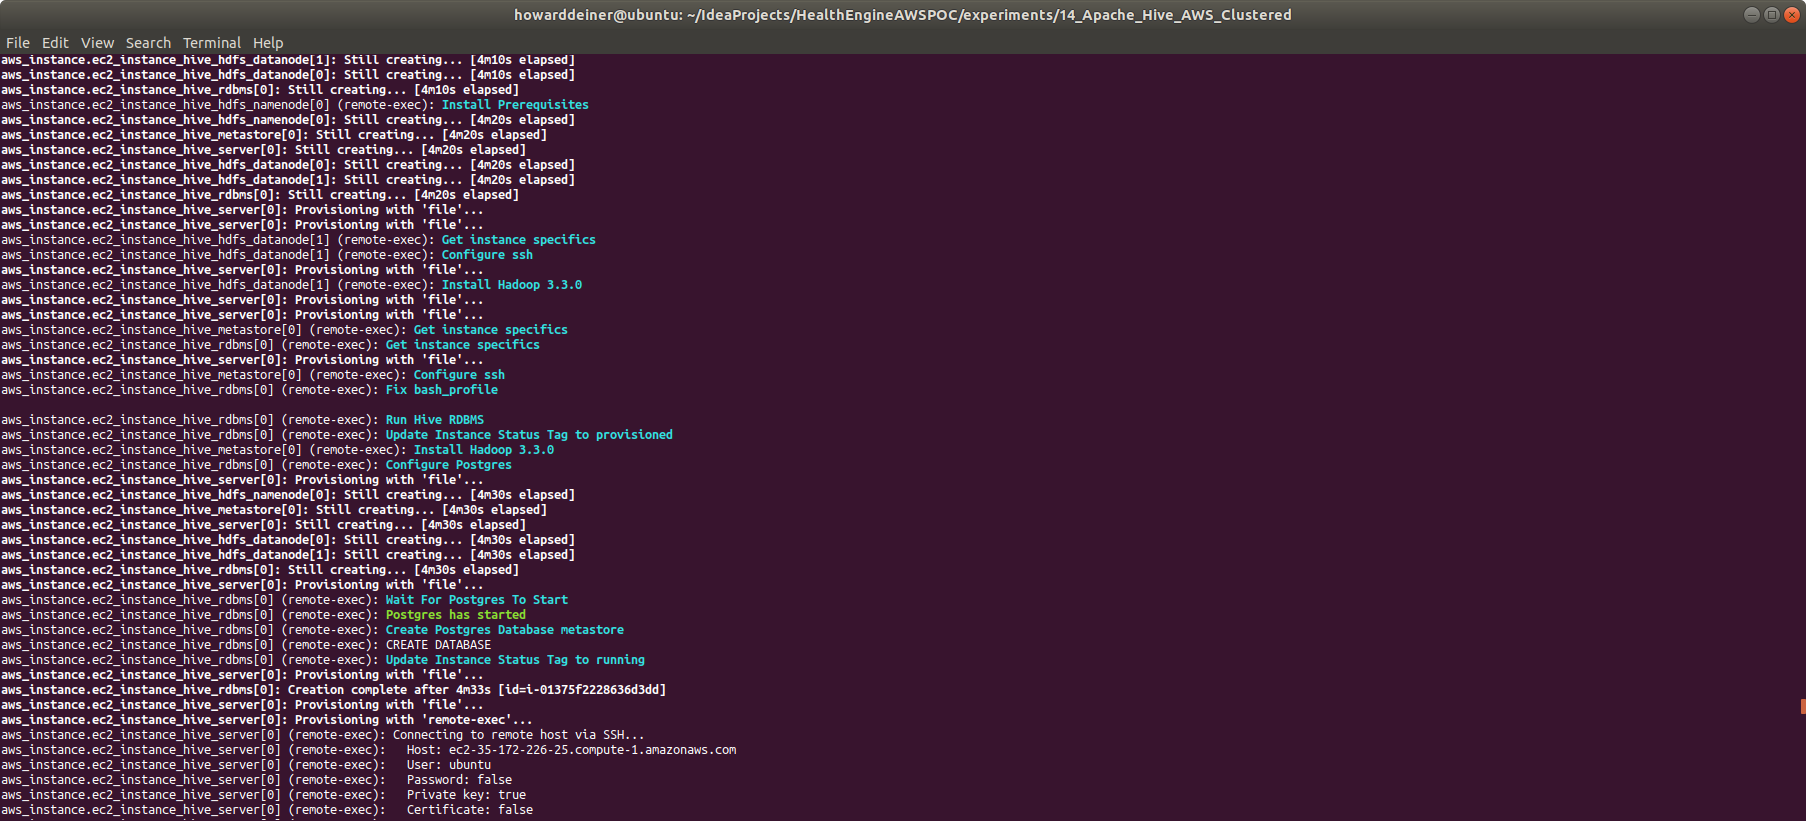 howarddeiner@ubuntu: ~/IdeaProjects/HealthEngineAWSPOC/experiments/14_Apache_Hive_AWS_Clustered
File Edit View Search Terminal Help
aws_instance.ec2_instance_hive_hdfs_datanode[1]: Still creating... [4m10s elapsed]
aws_instance.ec2_instance_hive_hdfs_datanode[0]: Still creating... [4m10s elapsed]
aws_instance.ec2_instance_hive_rdbms[0]: Still creating... [4m10s elapsed]
aws_instance.ec2_instance_hive_hdfs_namenode[0] (remote-exec): Install Prerequisites
aws_instance.ec2_instance_hive_hdfs_namenode[0]: Still creating... [4m20s elapsed]
aws_instance.ec2_instance_hive_metastore[0]: Still creating... [4m20s elapsed]
aws_instance.ec2_instance_hive_server[0]: Still creating... [4m20s elapsed]
aws_instance.ec2_instance_hive_hdfs_datanode[0]: Still creating... [4m20s elapsed]
aws_instance.ec2_instance_hive_hdfs_datanode[1]: Still creating... [4m20s elapsed]
aws_instance.ec2_instance_hive_rdbms[0]: Still creating... [4m20s elapsed]
aws_instance.ec2_instance_hive_server[0]: Provisioning with 'file'...
aws_instance.ec2_instance_hive_server[0]: Provisioning with 'file'...
aws_instance.ec2_instance_hive_hdfs_datanode[1] (remote-exec): Get instance specifics
aws_instance.ec2_instance_hive_hdfs_datanode[1] (remote-exec): Configure ssh
aws_instance.ec2_instance_hive_server[0]: Provisioning with 'file'...
aws_instance.ec2_instance_hive_hdfs_datanode[1] (remote-exec): Install Hadoop 3.3.0
aws_instance.ec2_instance_hive_server[0]: Provisioning with 'file'...
aws_instance.ec2_instance_hive_server[0]: Provisioning with 'file'...
aws_instance.ec2_instance_hive_metastore[0] (remote-exec): Get instance specifics
aws_instance.ec2_instance_hive_rdbms[0] (remote-exec): Get instance specifics
aws_instance.ec2_instance_hive_server[0]: Provisioning with 'file'...
aws_instance.ec2_instance_hive_metastore[0] (remote-exec): Configure ssh
aws_instance.ec2_instance_hive_rdbms[0] (remote-exec): Fix bash_profile
aws_instance.ec2_instance_hive_rdbms[0] (remote-exec): Run Hive RDBMS
aws_instance.ec2_instance_hive_rdbms[0] (remote-exec): Update Instance Status Tag to provisioned
aws_instance.ec2_instance_hive_metastore[0] (remote-exec): Install Hadoop 3.3.0
aws_instance.ec2_instance_hive_rdbms[0] (remote-exec): Configure Postgres
aws_instance.ec2_instance_hive_server[0]: Provisioning with 'file'...
aws_instance.ec2_instance_hive_hdfs_namenode[0]: Still creating... [4m30s elapsed]
aws_instance.ec2_instance_hive_metastore[0]: Still creating... [4m30s elapsed]
aws_instance.ec2_instance_hive_server[0]: Still creating... [4m30s elapsed]
aws_instance.ec2_instance_hive_hdfs_datanode[0]: Still creating... [4m30s elapsed]
aws_instance.ec2_instance_hive_hdfs_datanode[1]: Still creating... [4m30s elapsed]
aws_instance.ec2_instance_hive_rdbms[0]: Still creating... [4m30s elapsed]
aws_instance.ec2_instance_hive_server[0]: Provisioning with 'file'...
aws_instance.ec2_instance_hive_rdbms[0] (remote-exec): Wait For Postgres To Start
aws_instance.ec2_instance_hive_rdbms[0] (remote-exec): Postgres has started
aws_instance.ec2_instance_hive_rdbms[0] (remote-exec): Create Postgres Database metastore
aws_instance.ec2_instance_hive_rdbms[0] (remote-exec): CREATE DATABASE
aws_instance.ec2_instance_hive_rdbms[0] (remote-exec): Update Instance Status Tag to running
aws_instance.ec2_instance_hive_server[0]: Provisioning with 'file'...
aws_instance.ec2_instance_hive_rdbms[0]: Creation complete after 4m33s [id=i-01375f2228636d3dd]
aws_instance.ec2_instance_hive_server[0]: Provisioning with 'file'...
aws_instance.ec2_instance_hive_server[0]: Provisioning with 'remote-exec'...
aws_instance.ec2_instance_hive_server[0] (remote-exec): Connecting to remote host via SSH...
aws_instance.ec2_instance_hive_server[0] (remote-exec):   Host: ec2-35-172-226-25.compute-1.amazonaws.com
aws_instance.ec2_instance_hive_server[0] (remote-exec):   User: ubuntu
aws_instance.ec2_instance_hive_server[0] (remote-exec):   Password: false
aws_instance.ec2_instance_hive_server[0] (remote-exec):   Private key: true
aws_instance.ec2_instance_hive_server[0] (remote-exec):   Certificate: false